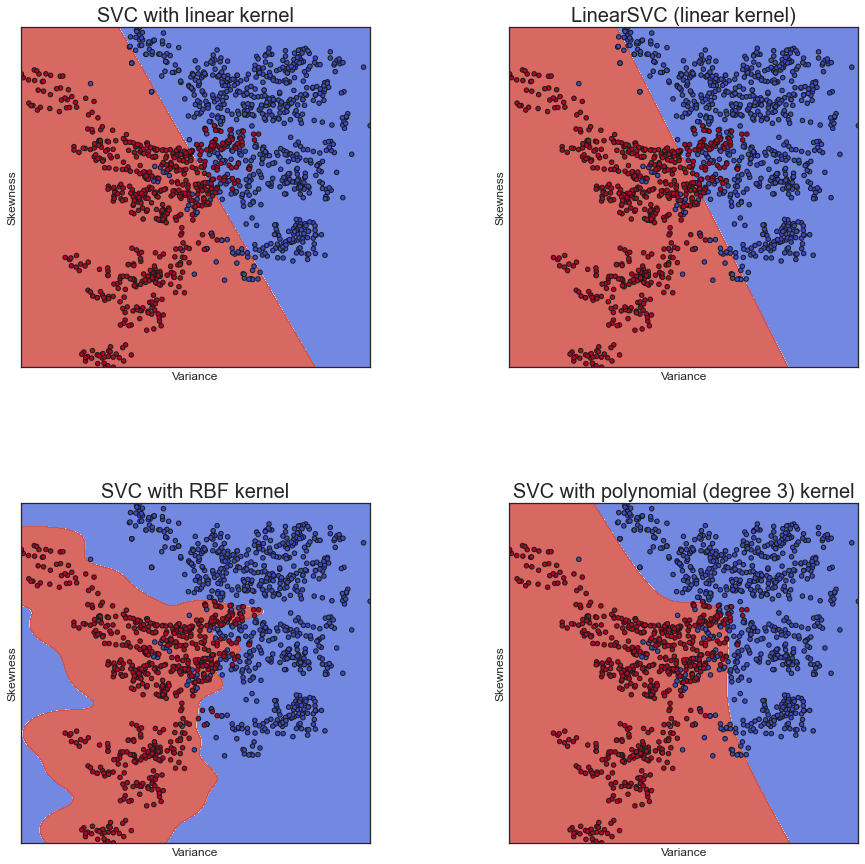 SVC with linear kernel
LinearSVC (linear kernel)
Skewness
Skewness
Variance
Variance
SVC with RBF kernel
SVC with polynomial (degree 3) kernel
Skewness
Skewness
Variance
Variance